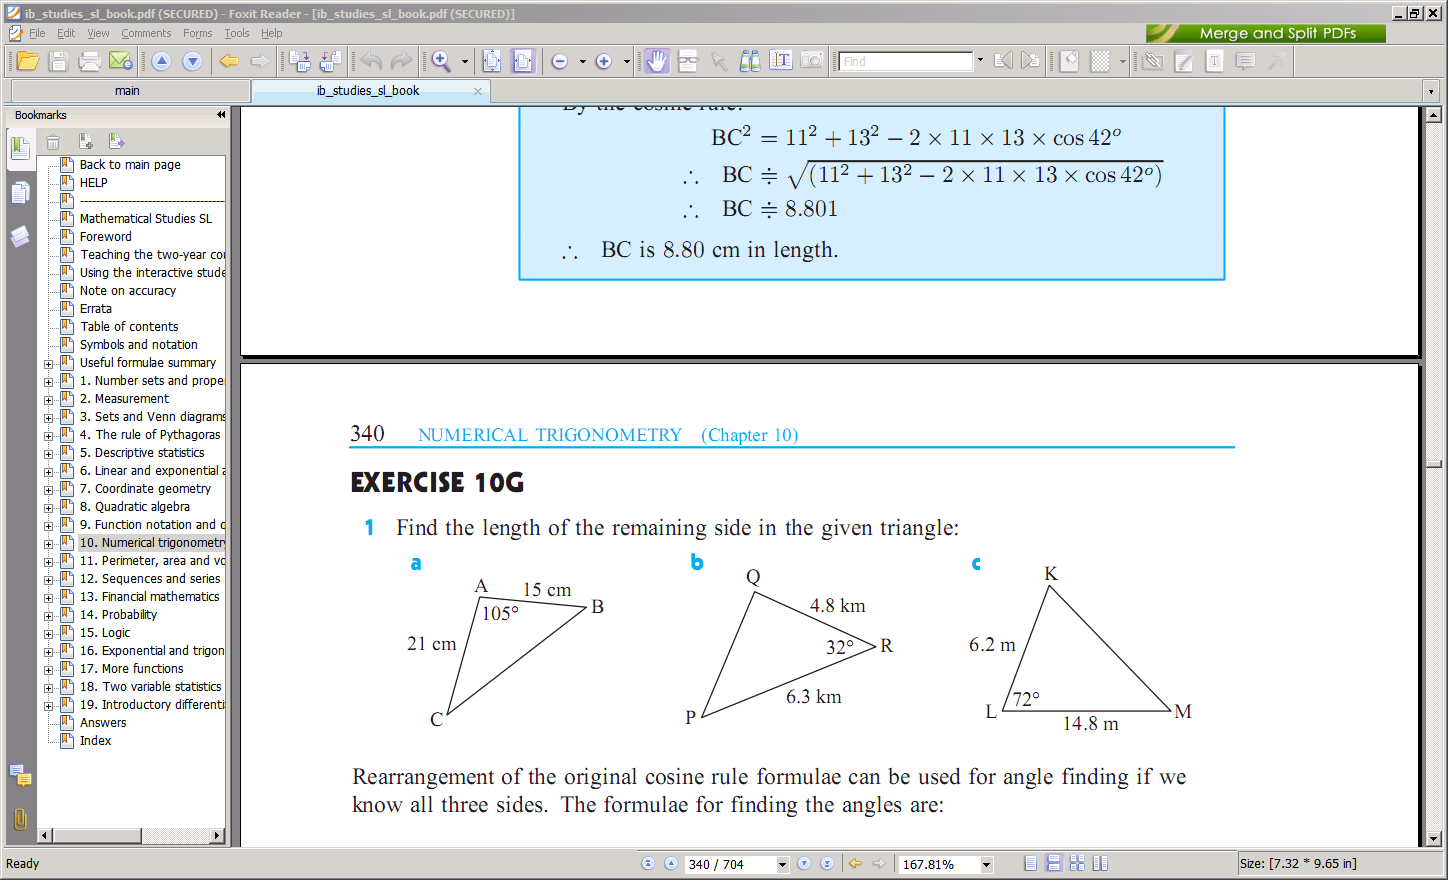 ib_studies_sl_book.pdf (SECURED) - Foxit Reader - [ib_studies_sl_book.pdf (SECURED)]
File Edit View Comments Forms Tools Help
Merge and Split PDFs
Find
main
ib_studies_sl_book
Bookmarks
Back to main page
HELP
Mathematical Studies SL
Foreword
Teaching the two-year cou
Using the interactive stude
Note on accuracy
Errata
Table of contents
Symbols and notation
Useful formulae summary
1. Number sets and proper
2. Measurement
3. Sets and Venn diagrams
4. The rule of Pythagoras
5. Descriptive statistics
6. Linear and exponential a
7. Coordinate geometry
8. Quadratic algebra
9. Function notation and q
10. Numerical trigonometry
11. Perimeter, area and vo
12. Sequences and series
13. Financial mathematics
14. Probability
15. Logic
16. Exponential and trigon
17. More functions
18. Two variable statistics
19. Introductory differenti
Answers
Index
By the cosine rule:
BC² = 11² + 13² − 2 × 11 × 13 × cos 42°
∴ BC ≑ √(11² + 13² − 2 × 11 × 13 × cos 42°)
∴ BC ≑ 8.801
∴ BC is 8.80 cm in length.
340 NUMERICAL TRIGONOMETRY (Chapter 10)
EXERCISE 10G
1 Find the length of the remaining side in the given triangle:
a
A
15 cm
B
105°
21 cm
C
b
Q
4.8 km
32°
R
6.3 km
P
c
K
6.2 m
72°
L
M
14.8 m
Rearrangement of the original cosine rule formulae can be used for angle finding if we
know all three sides. The formulae for finding the angles are:
Ready
340 / 704
167.81%
Size: [7.32 * 9.65 in]